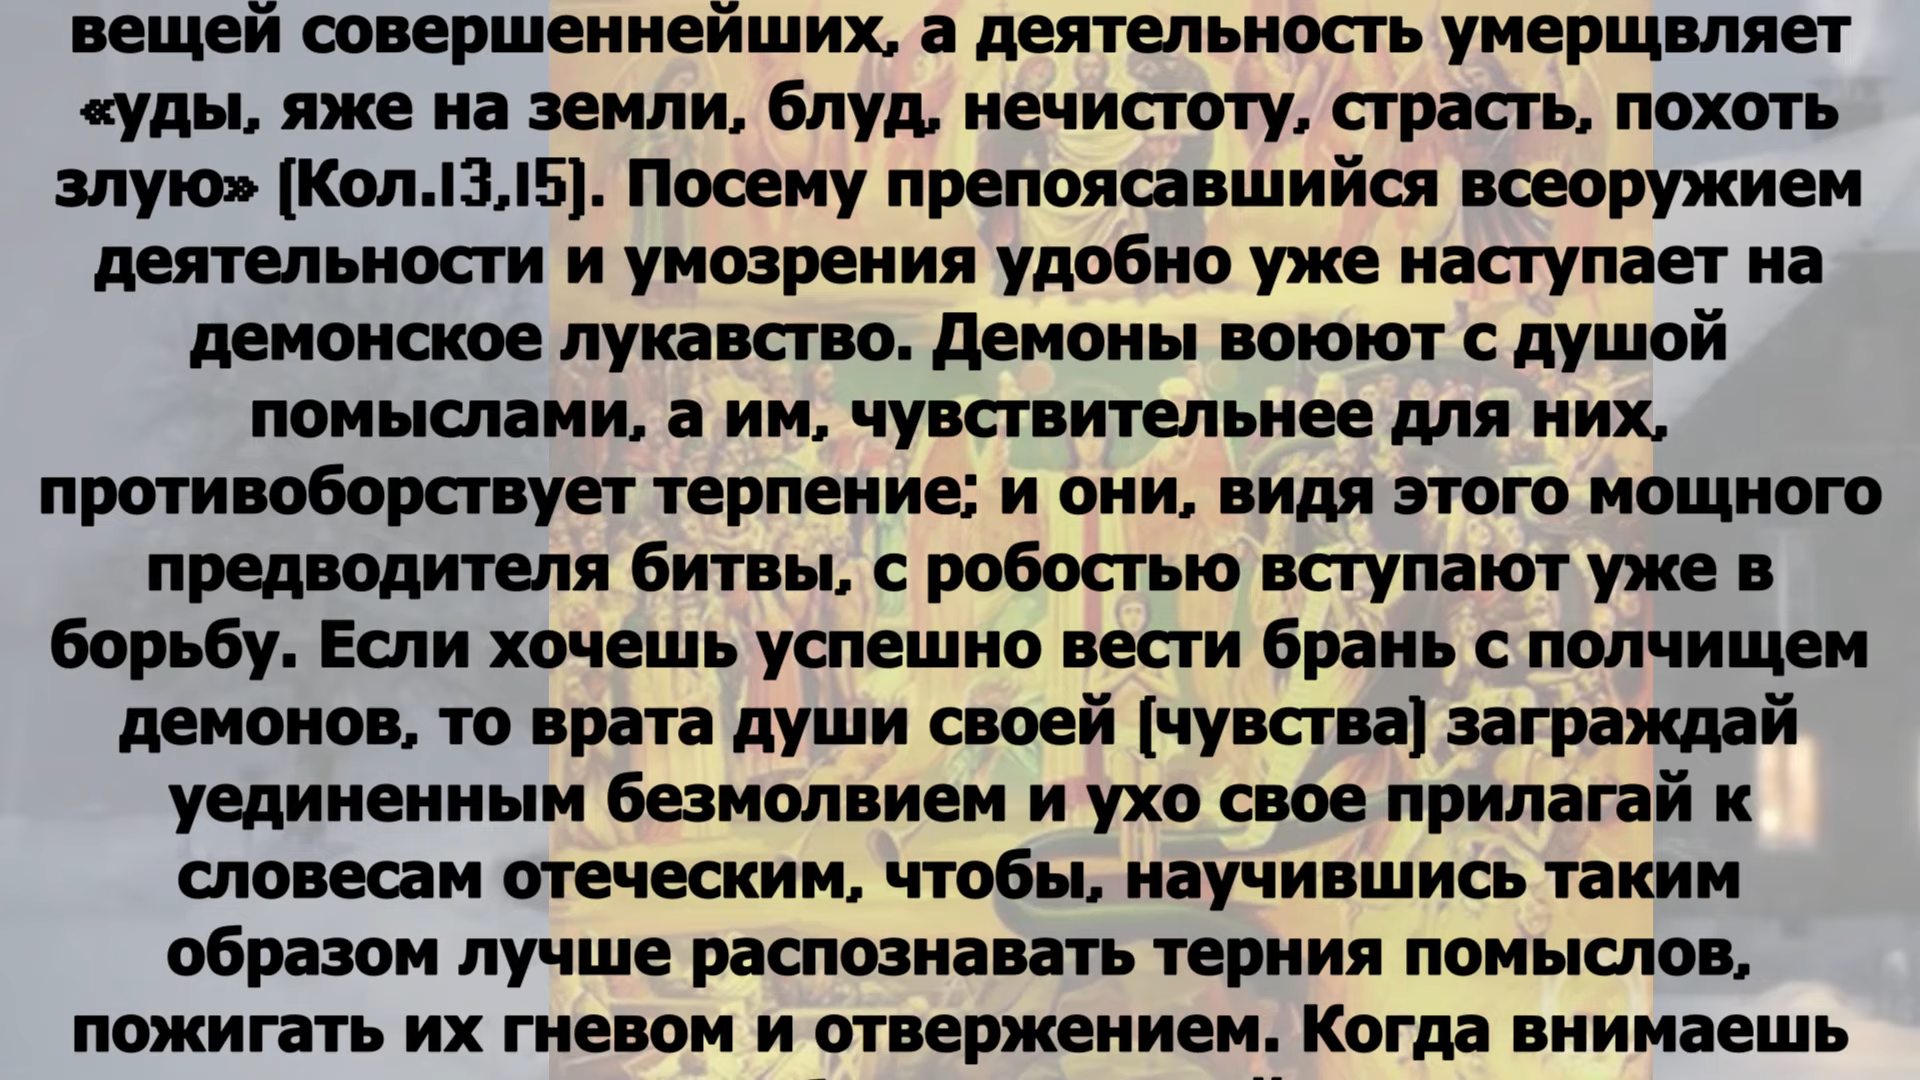 вещей совершеннейших, а деятельность умерщвляет
«уды, яже на земли, блуд, нечистоту, страсть, похоть
злую» (Кол.13,15). Посему препоясавшийся всеоружием
деятельности и умозрения удобно уже наступает на
демонское лукавство. Демоны воюют с душой
помыслами, а им, чувствительнее для них,
противоборствует терпение; и они, видя этого мощного
предводителя битвы, с робостью вступают уже в
борьбу. Если хочешь успешно вести брань с полчищем
демонов, то врата души своей (чувства) заграждай
уединенным безмолвием и ухо свое прилагай к
словесам отеческим, чтобы, научившись таким
образом лучше распознавать терния помыслов,
пожигать их гневом и отвержением. Когда внимаешь